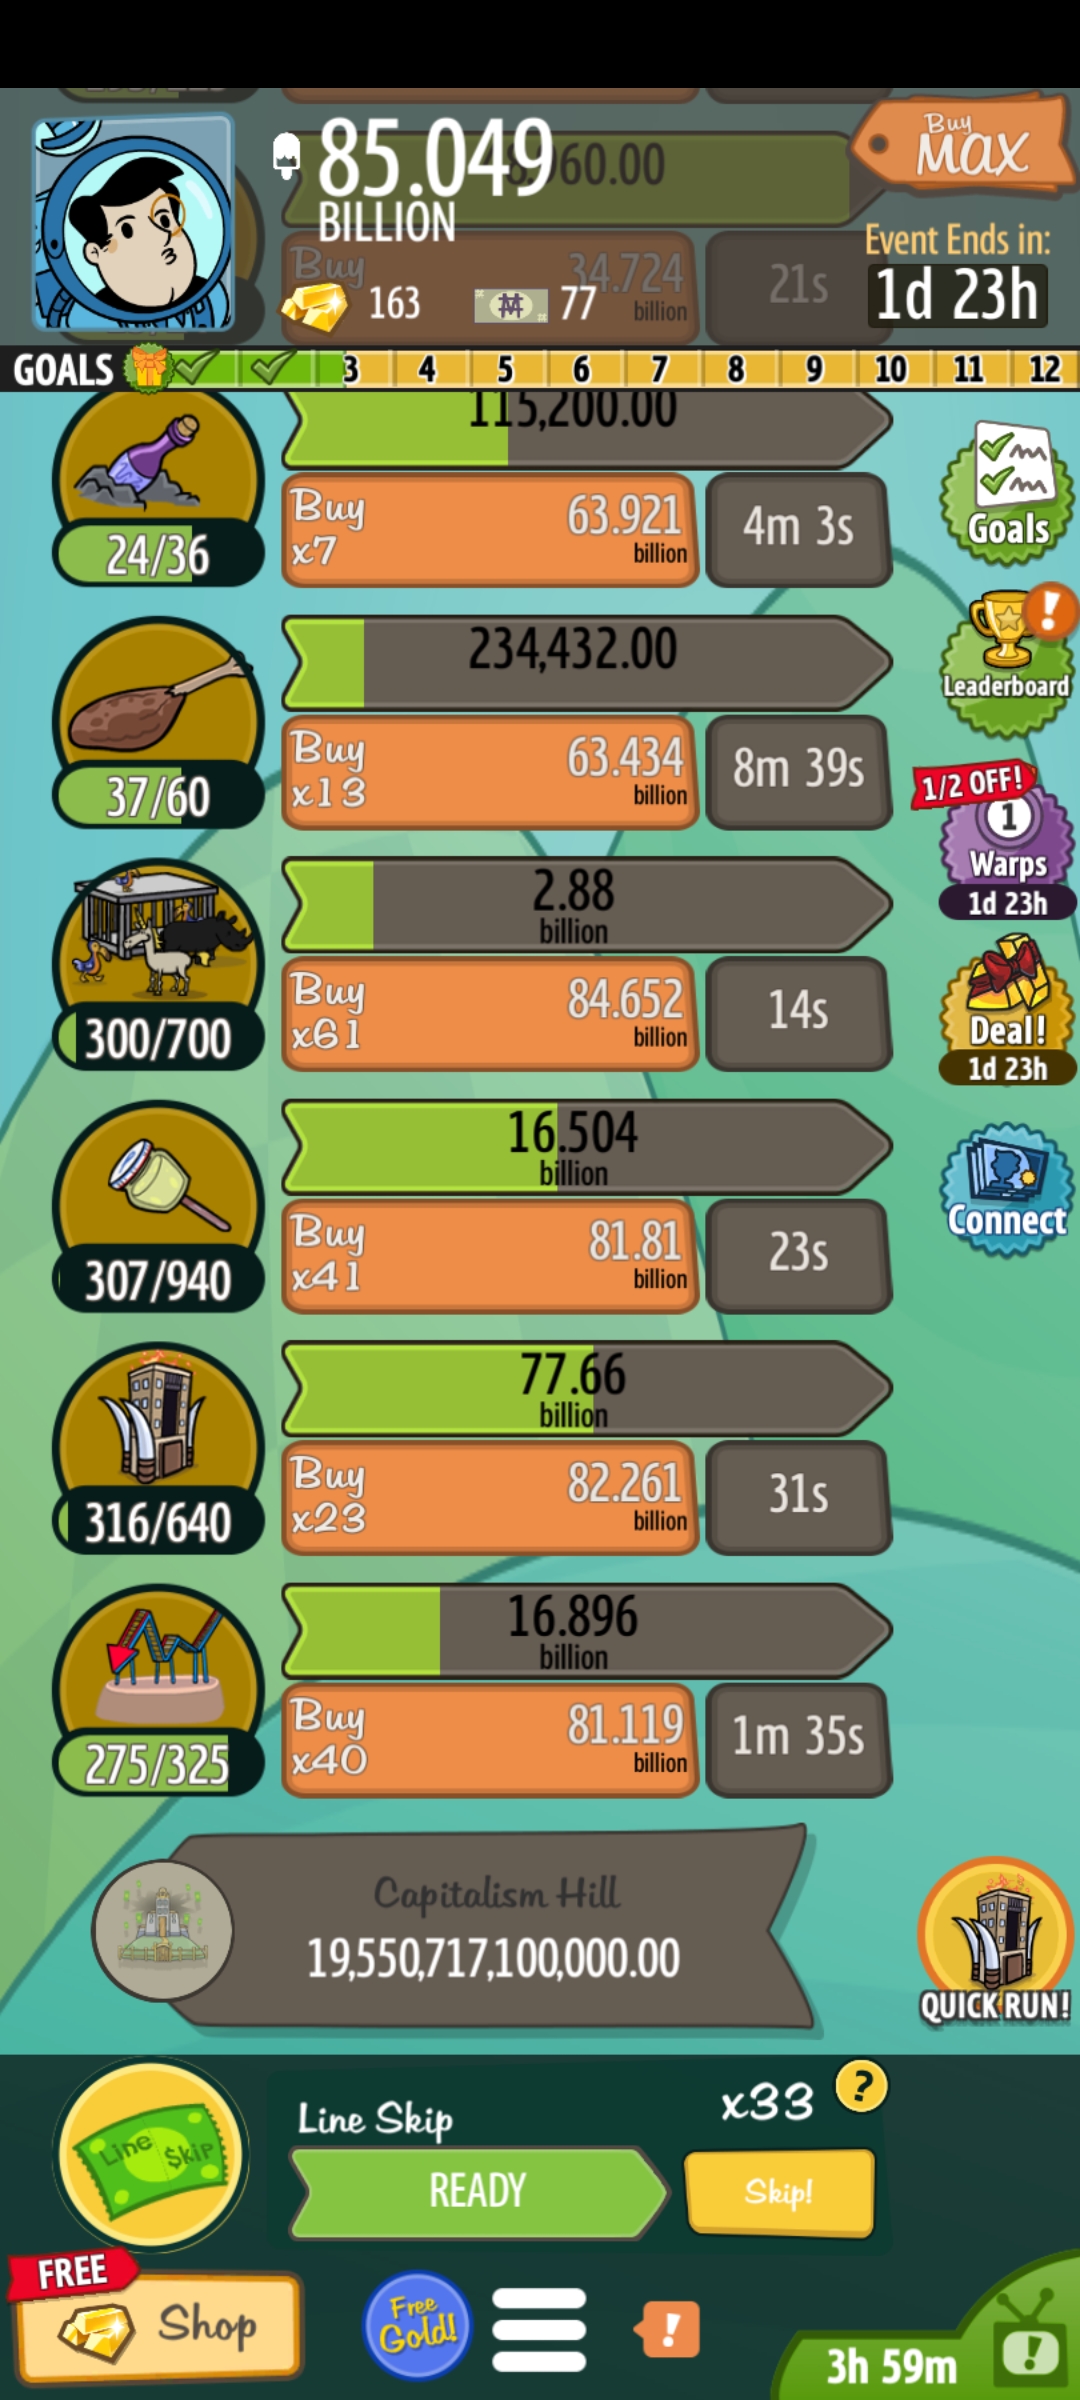 85.049
BILLION
Buy
MAX
60.00
Event Ends in:
1d 23h
Buy
34.724
billion
21s
163
77
GOALS
3
4
5
6
7
8
9
10
11
12
115,200.00
24/36
Buy
x7
63.921
billion
4m 3s
Goals
234,432.00
37/60
Buy
x13
63.434
billion
8m 39s
!
Leaderboard
1/2 OFF!
1
Warps
1d 23h
2.88
billion
300/700
Buy
x61
84.652
billion
14s
Deal!
1d 23h
16.504
billion
307/940
Buy
x41
81.81
billion
23s
Connect
77.66
billion
316/640
Buy
x23
82.261
billion
31s
16.896
billion
275/325
Buy
x40
81.119
billion
1m 35s
Capitalism Hill
19,550,717,100,000.00
QUICK RUN!
Line $kip
Line Skip
x33
?
READY
Skip!
FREE
Shop
Free
Gold!
!
3h 59m
!